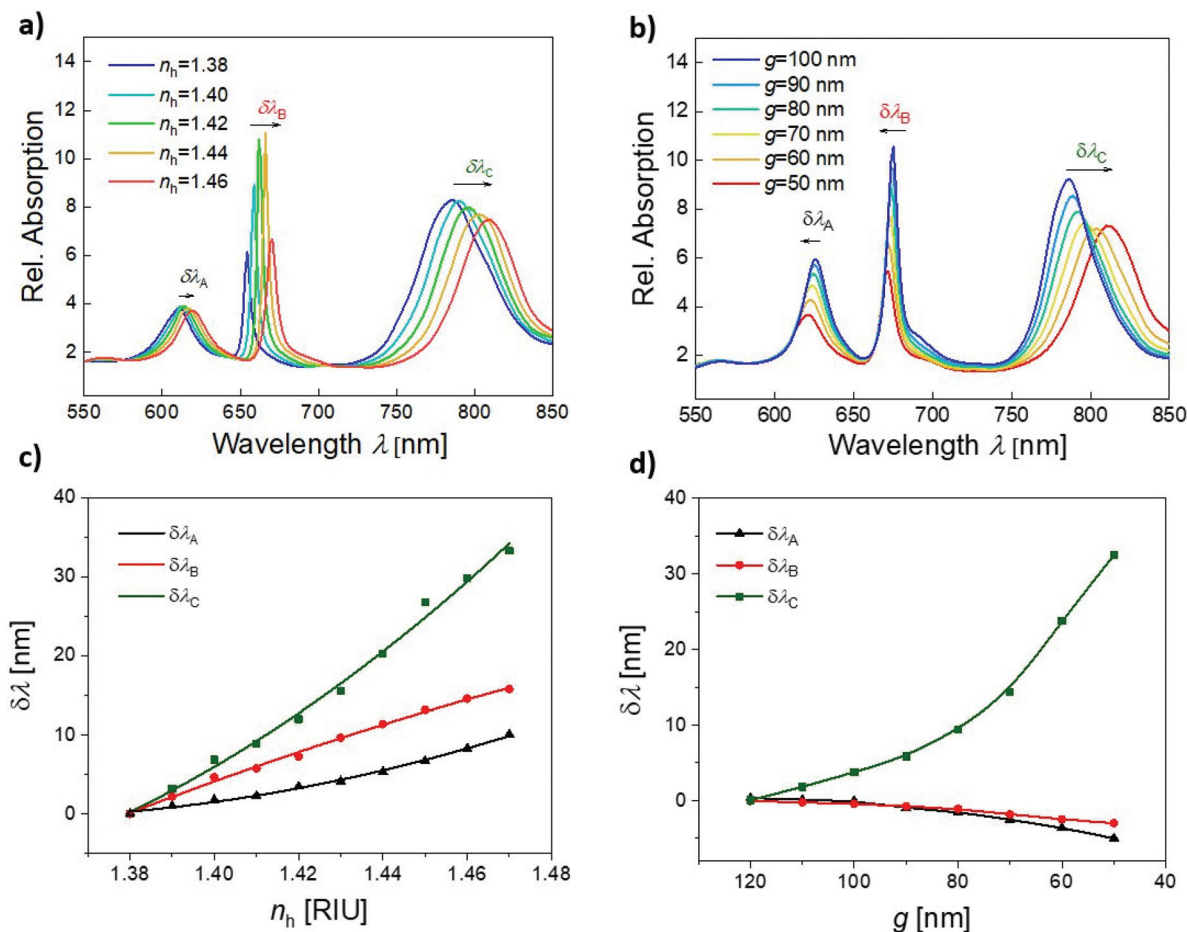 a)
14
12
10
8
6
4
2
Rel. Absorption
n_h=1.38
n_h=1.40
n_h=1.42
n_h=1.44
n_h=1.46
δλ_A
δλ_B
δλ_C
550 600 650 700 750 800 850
Wavelength λ [nm]
b)
14
12
10
8
6
4
2
Rel. Absorption
g=100 nm
g=90 nm
g=80 nm
g=70 nm
g=60 nm
g=50 nm
δλ_A
δλ_B
δλ_C
550 600 650 700 750 800 850
Wavelength λ [nm]
c)
40
30
20
10
0
δλ [nm]
δλ_A
δλ_B
δλ_C
1.38 1.40 1.42 1.44 1.46 1.48
n_h [RIU]
d)
40
30
20
10
0
δλ [nm]
δλ_A
δλ_B
δλ_C
120 100 80 60 40
g [nm]